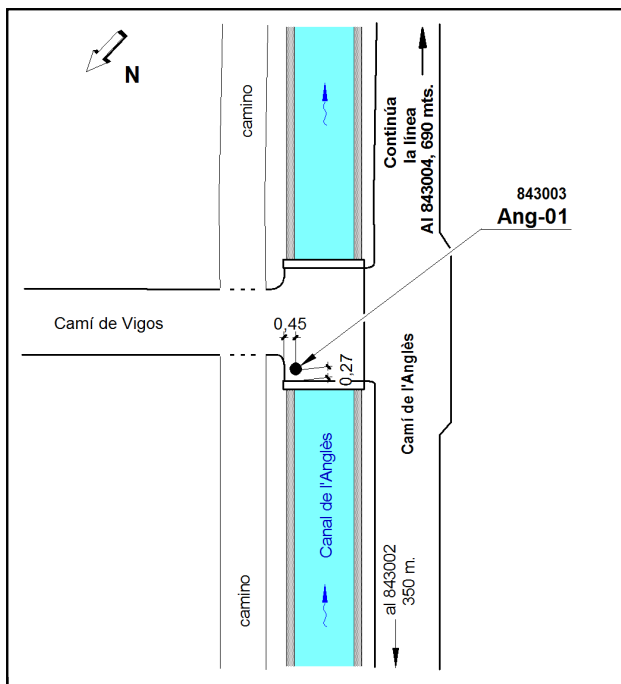 N
camino
Continúa
la línea
Al 843004, 690 mts.
843003
Ang-01
Camí de Vigos
0,45
0,27
Camí de l'Anglès
Canal de l'Anglès
camino
al 843002
350 m.